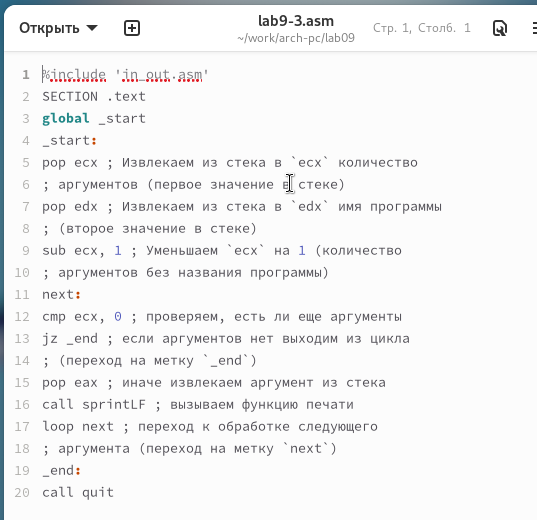 Открыть
lab9-3.asm
~/work/arch-pc/lab09
Стр. 1, Столб. 1
1 %include 'in_out.asm'
2 SECTION .text
3 global _start
4 _start:
5 pop ecx ; Извлекаем из стека в `ecx` количество
6 ; аргументов (первое значение в стеке)
7 pop edx ; Извлекаем из стека в `edx` имя программы
8 ; (второе значение в стеке)
9 sub ecx, 1 ; Уменьшаем `ecx` на 1 (количество
10 ; аргументов без названия программы)
11 next:
12 cmp ecx, 0 ; проверяем, есть ли еще аргументы
13 jz _end ; если аргументов нет выходим из цикла
14 ; (переход на метку `_end`)
15 pop eax ; иначе извлекаем аргумент из стека
16 call sprintLF ; вызываем функцию печати
17 loop next ; переход к обработке следующего
18 ; аргумента (переход на метку `next`)
19 _end:
20 call quit